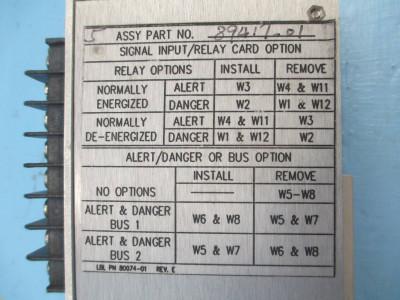 5 ASSY PART NO. 89417-01
SIGNAL INPUT/RELAY CARD OPTION
RELAY OPTIONS INSTALL REMOVE
NORMALLY ENERGIZED ALERT W3 W4 & W11
DANGER W2 W1 & W12
NORMALLY DE-ENERGIZED ALERT W4 & W11 W3
DANGER W1 & W12 W2
ALERT/DANGER OR BUS OPTION
INSTALL REMOVE
NO OPTIONS ——— W5-W8
ALERT & DANGER BUS 1 W6 & W8 W5 & W7
ALERT & DANGER BUS 2 W5 & W7 W6 & W8
LBL PN 80074-01 REV. E